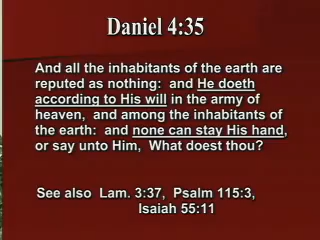 Daniel 4:35
And all the inhabitants of the earth are
reputed as nothing:  and He doeth
according to His will in the army of
heaven,  and among the inhabitants of
the earth:  and none can stay His hand,
or say unto Him,  What doest thou?
See also  Lam. 3:37,  Psalm 115:3,
Isaiah 55:11